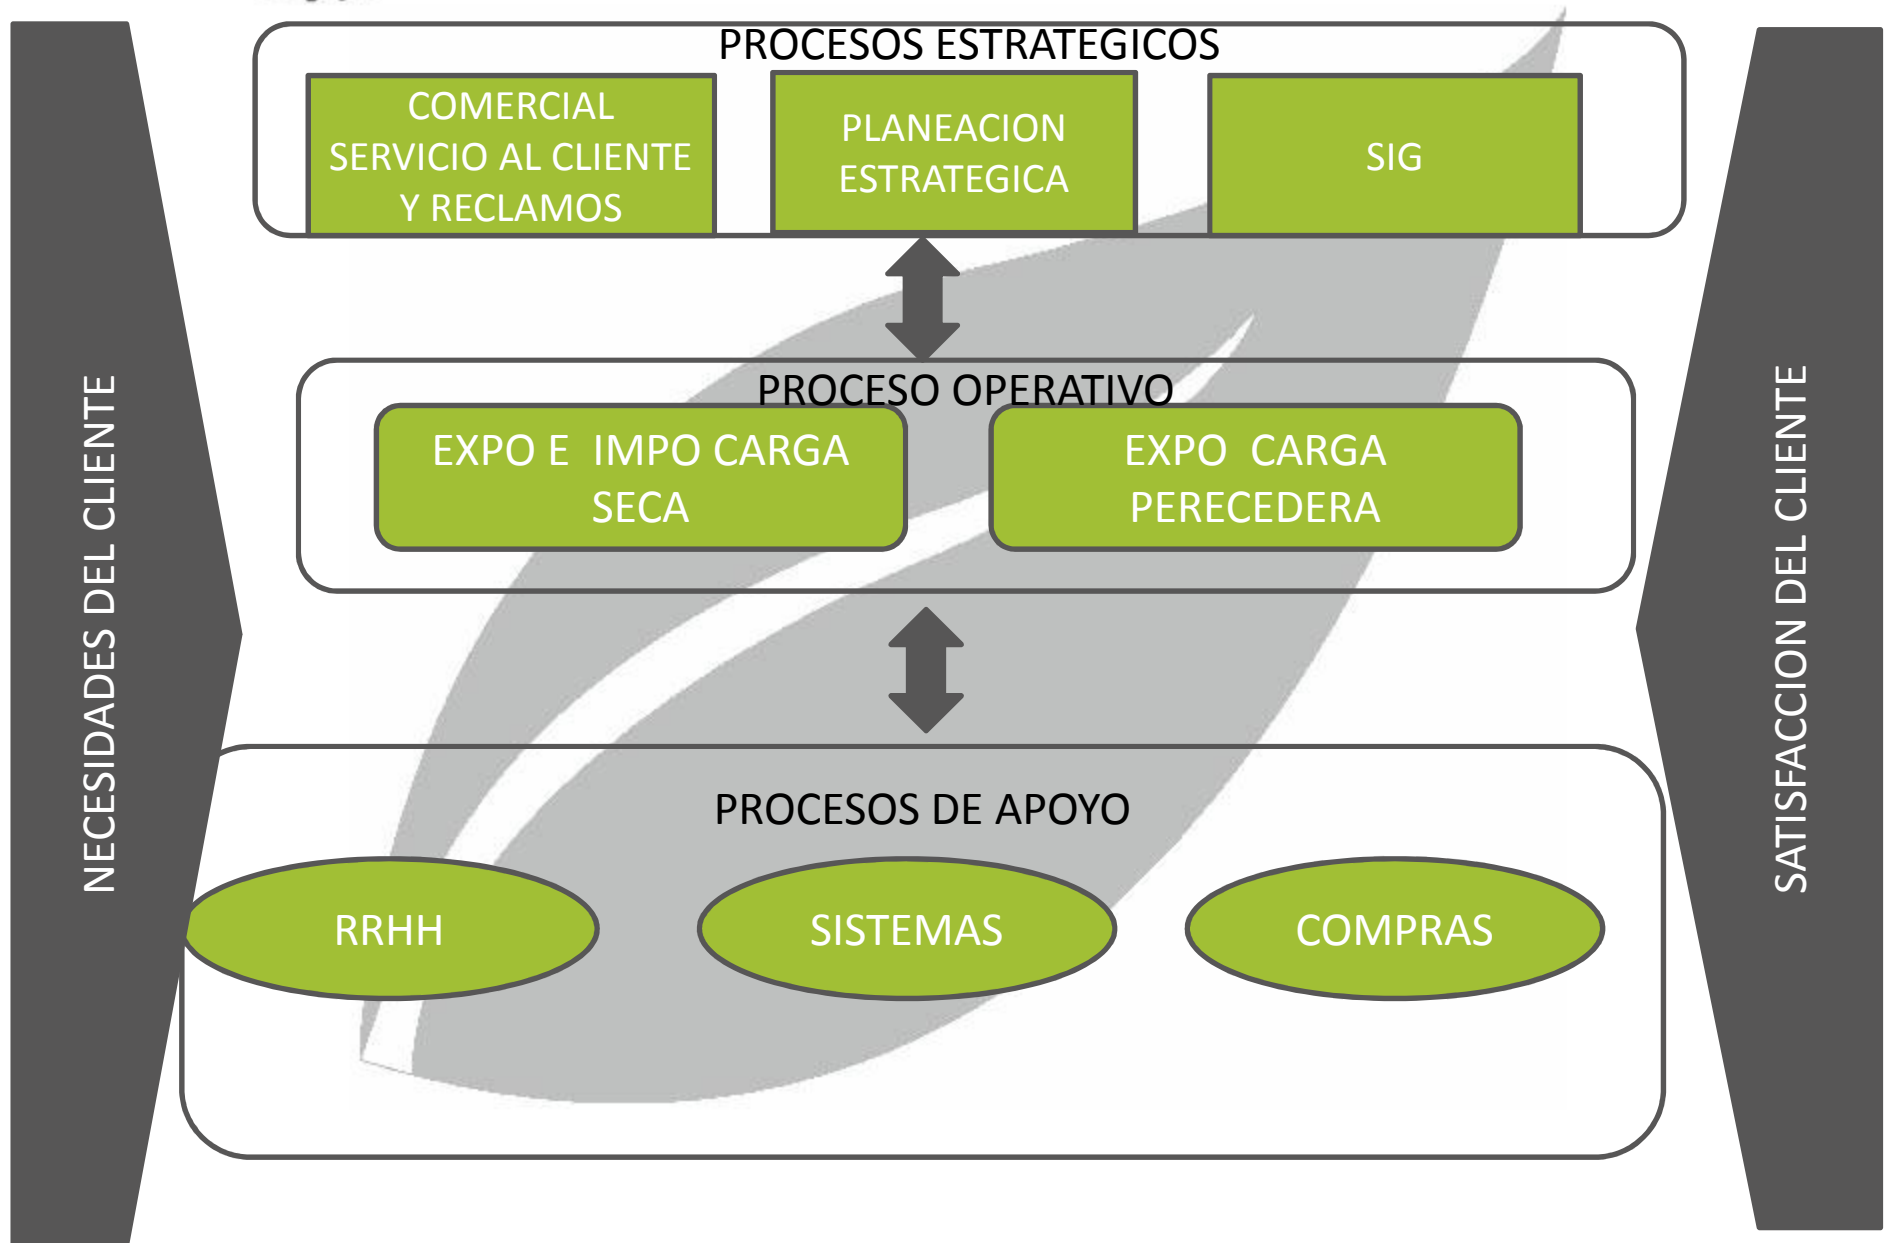 PROCESOS ESTRATEGICOS
COMERCIAL
SERVICIO AL CLIENTE
Y RECLAMOS
PLANEACION
ESTRATEGICA
SIG
NECESIDADES DEL CLIENTE
PROCESO OPERATIVO
EXPO E  IMPO CARGA
SECA
EXPO  CARGA
PERECEDERA
SATISFACCION DEL CLIENTE
PROCESOS DE APOYO
RRHH
SISTEMAS
COMPRAS